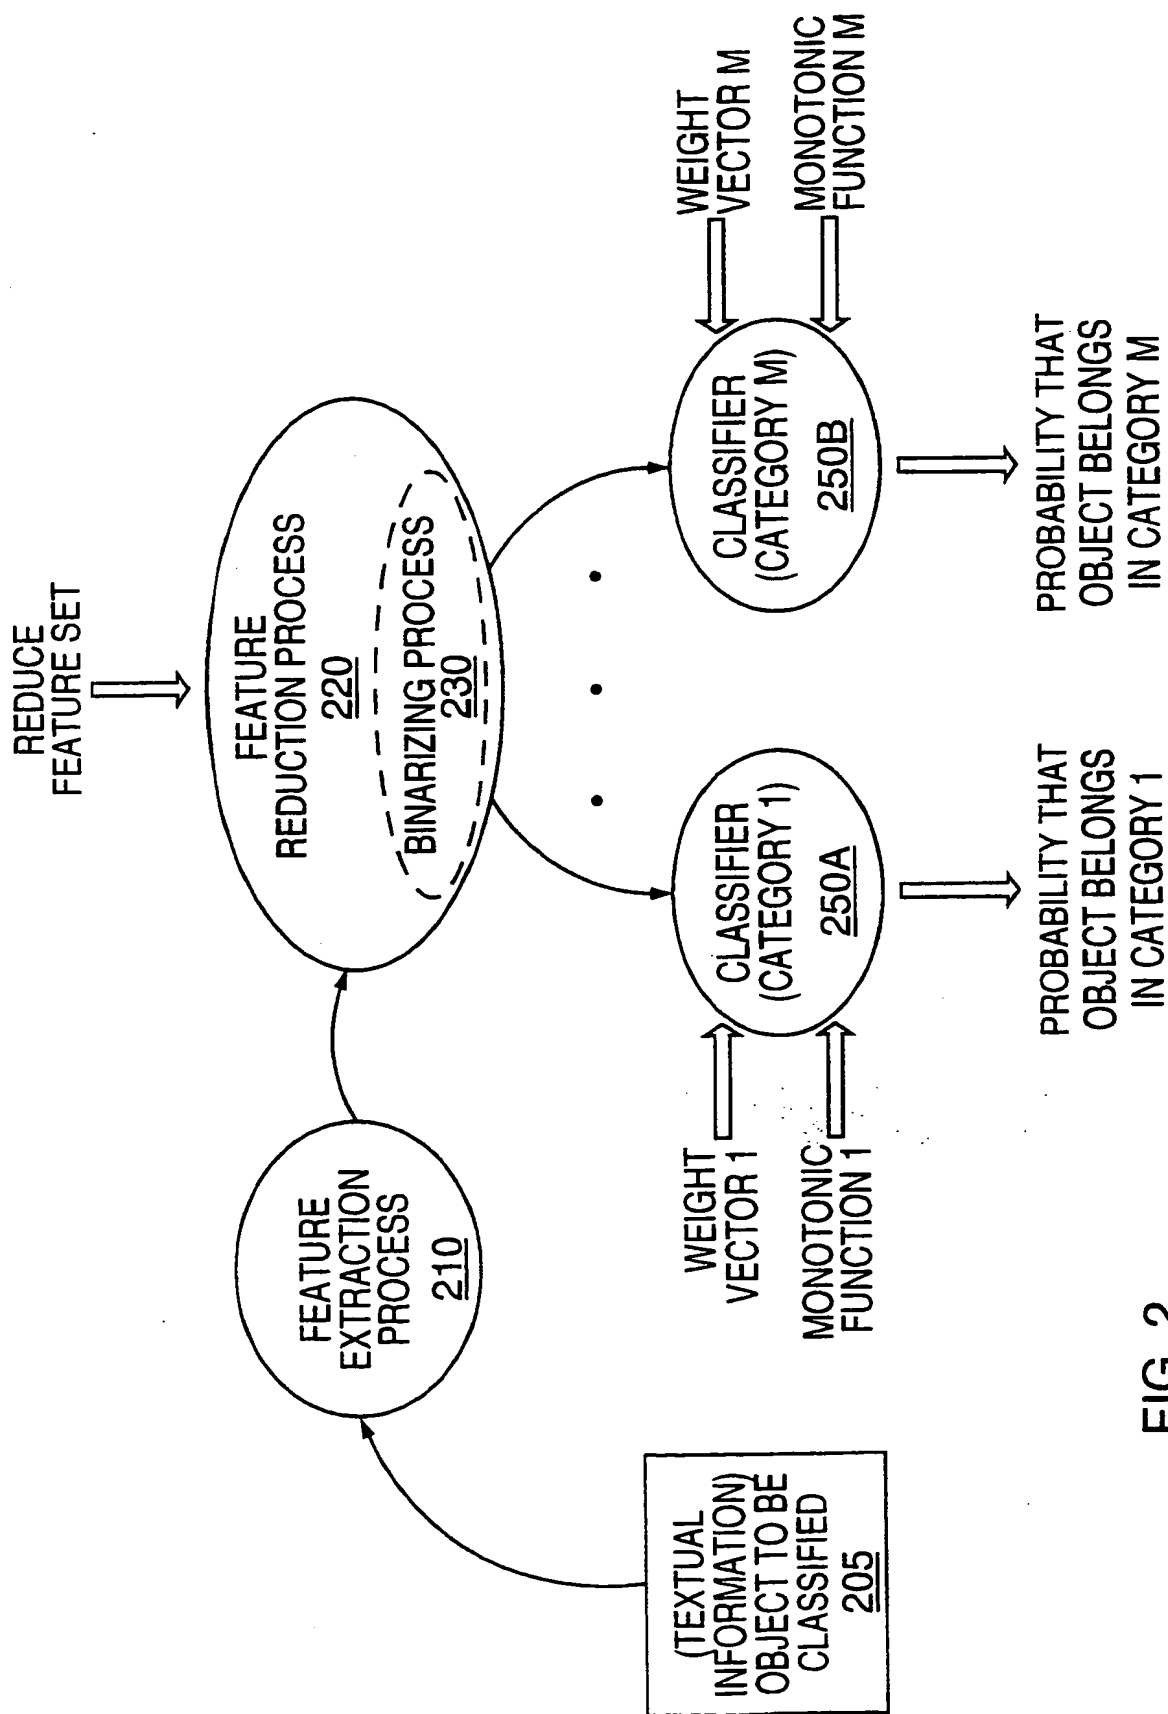 REDUCE
FEATURE SET
FEATURE
REDUCTION PROCESS
220
BINARIZING PROCESS
230
FEATURE
EXTRACTION
PROCESS
210
(TEXTUAL
INFORMATION)
OBJECT TO BE
CLASSIFIED
205
WEIGHT
VECTOR 1
MONOTONIC
FUNCTION 1
CLASSIFIER
(CATEGORY 1)
250A
PROBABILITY THAT
OBJECT BELONGS
IN CATEGORY 1
CLASSIFIER
(CATEGORY M)
250B
WEIGHT
VECTOR M
MONOTONIC
FUNCTION M
PROBABILITY THAT
OBJECT BELONGS
IN CATEGORY M
FIG. 2